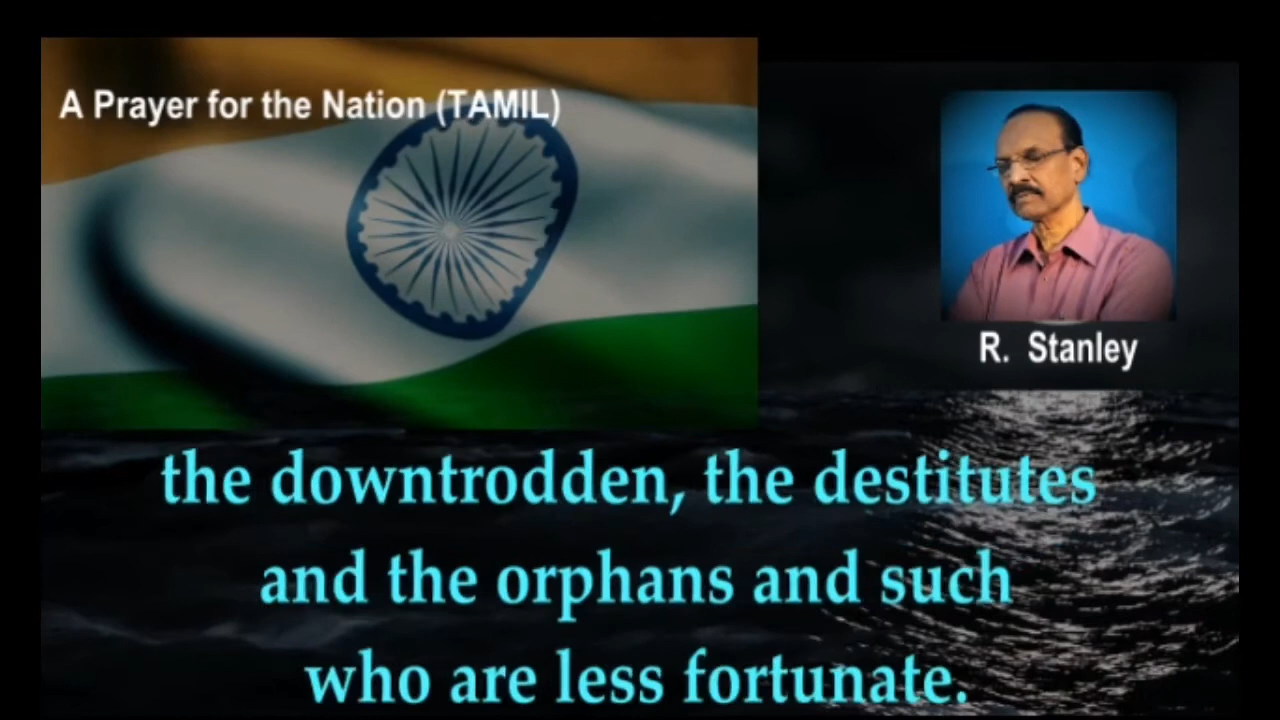 A Prayer for the Nation (TAMIL)
R. Stanley
the downtrodden, the destitutes
and the orphans and such
who are less fortunate.